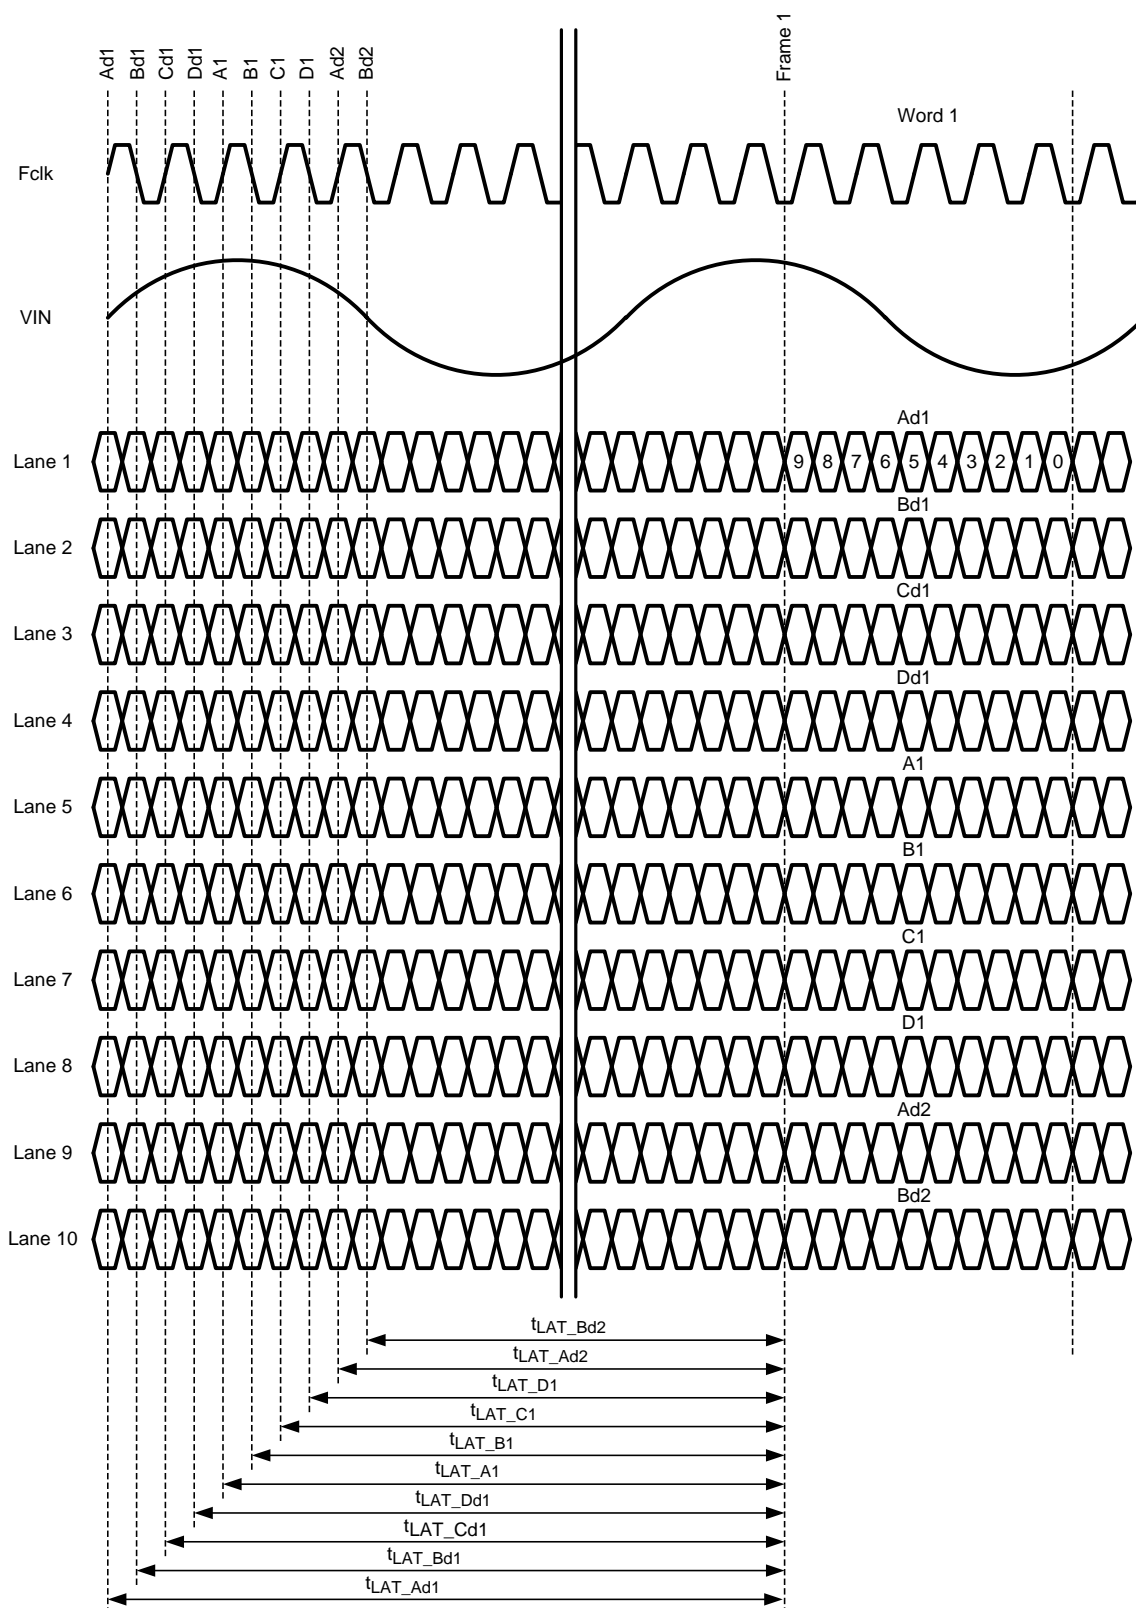 Ad1
Bd1
Cd1
Dd1
A1
B1
C1
D1
Ad2
Bd2
Frame 1
Word 1
Fclk
VIN
Ad1
Lane 1
9 8 7 6 5 4 3 2 1 0
Bd1
Lane 2
Cd1
Lane 3
Dd1
Lane 4
A1
Lane 5
B1
Lane 6
C1
Lane 7
D1
Lane 8
Ad2
Lane 9
Bd2
Lane 10
tLAT_Bd2
tLAT_Ad2
tLAT_D1
tLAT_C1
tLAT_B1
tLAT_A1
tLAT_Dd1
tLAT_Cd1
tLAT_Bd1
tLAT_Ad1